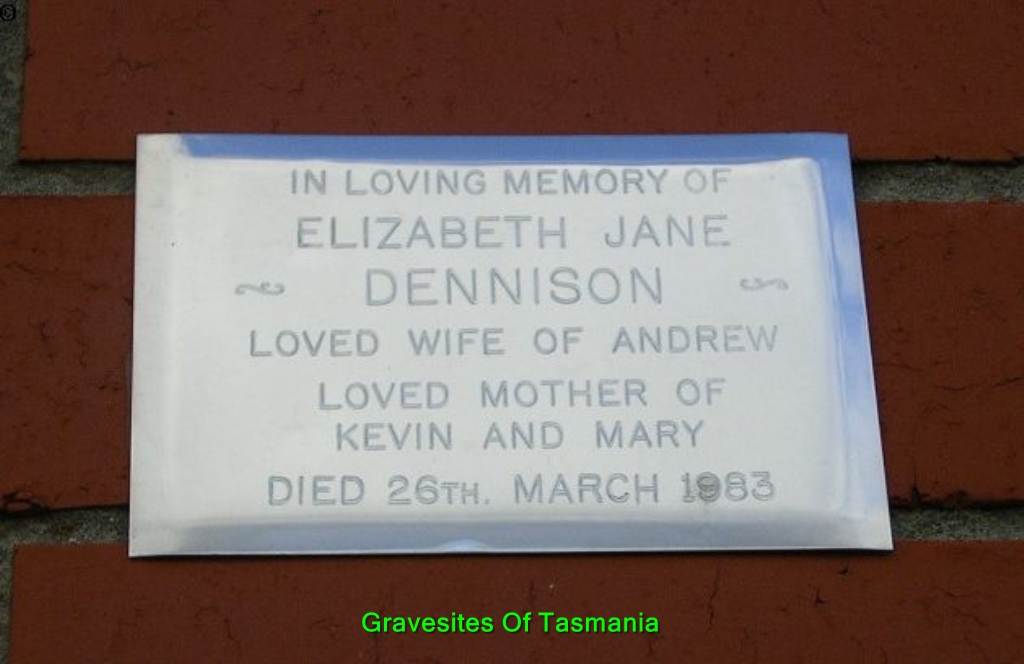 ©
IN LOVING MEMORY OF
ELIZABETH JANE
DENNISON
LOVED WIFE OF ANDREW
LOVED MOTHER OF
KEVIN AND MARY
DIED 26TH. MARCH 1983
Gravesites Of Tasmania